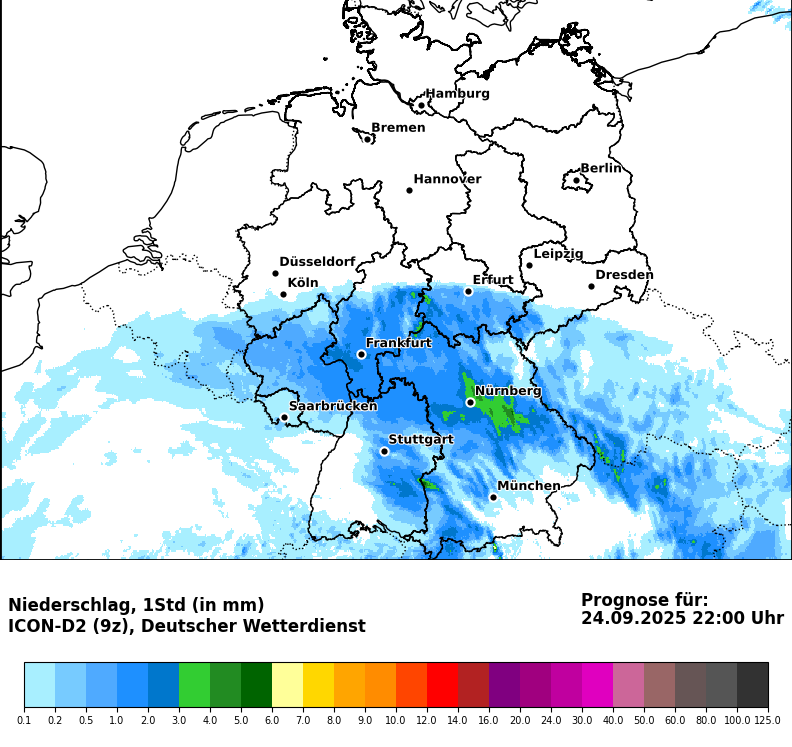 Hamburg
Bremen
Berlin
Hannover
Leipzig
Düsseldorf
Dresden
Köln
Erfurt
Frankfurt
Nürnberg
Saarbrücken
Stuttgart
München
Niederschlag, 1Std (in mm)
ICON-D2 (9z), Deutscher Wetterdienst
Prognose für:
24.09.2025 22:00 Uhr
0.1 0.2 0.5 1.0 2.0 3.0 4.0 5.0 6.0 7.0 8.0 9.0 10.0 12.0 14.0 16.0 20.0 24.0 30.0 40.0 50.0 60.0 80.0 100.0 125.0